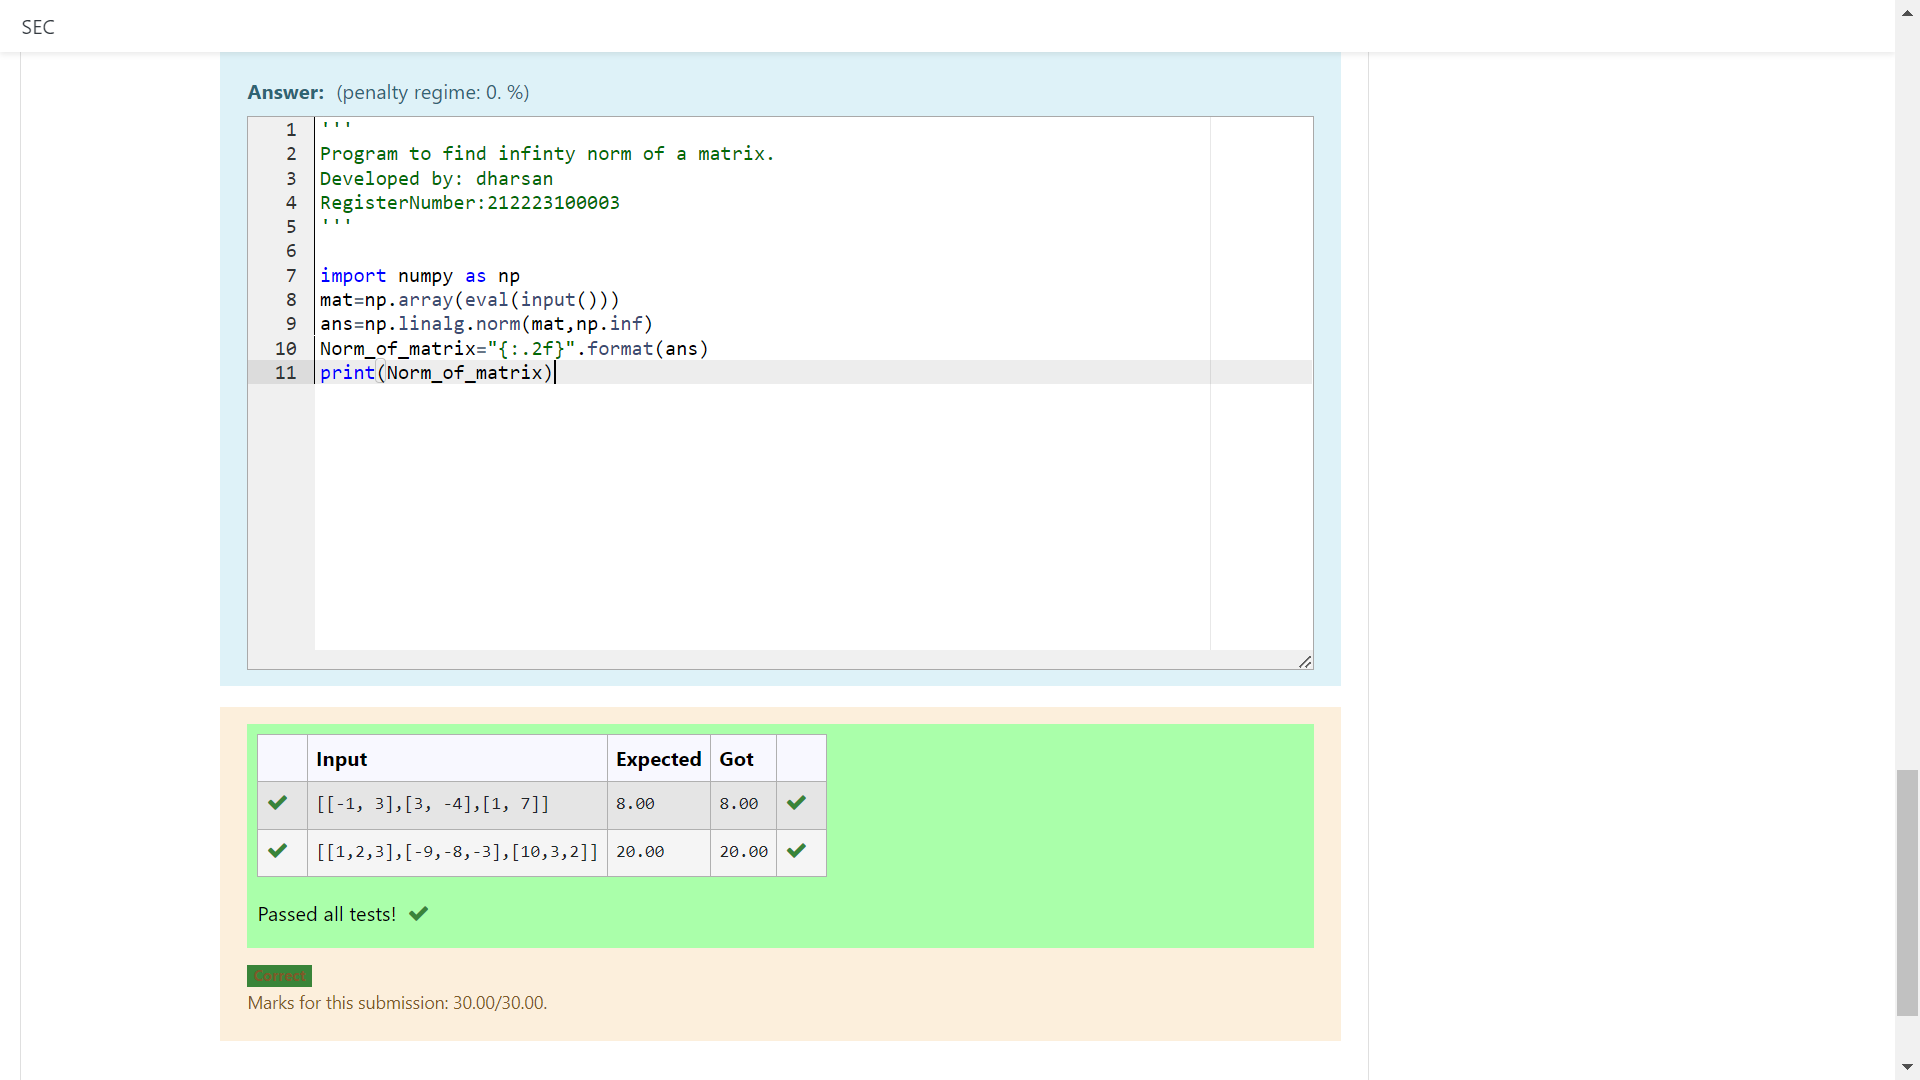 SEC
Answer: (penalty regime: 0. %)
1 '''
2 Program to find infinty norm of a matrix.
3 Developed by: dharsan
4 RegisterNumber:212223100003
5 '''
6
7 import numpy as np
8 mat=np.array(eval(input()))
9 ans=np.linalg.norm(mat,np.inf)
10 Norm_of_matrix="{:.2f}".format(ans)
11 print(Norm_of_matrix)
Input Expected Got
[[-1, 3],[3, -4],[1, 7]] 8.00 8.00
[[1,2,3],[-9,-8,-3],[10,3,2]] 20.00 20.00
Passed all tests!
Correct
Marks for this submission: 30.00/30.00.